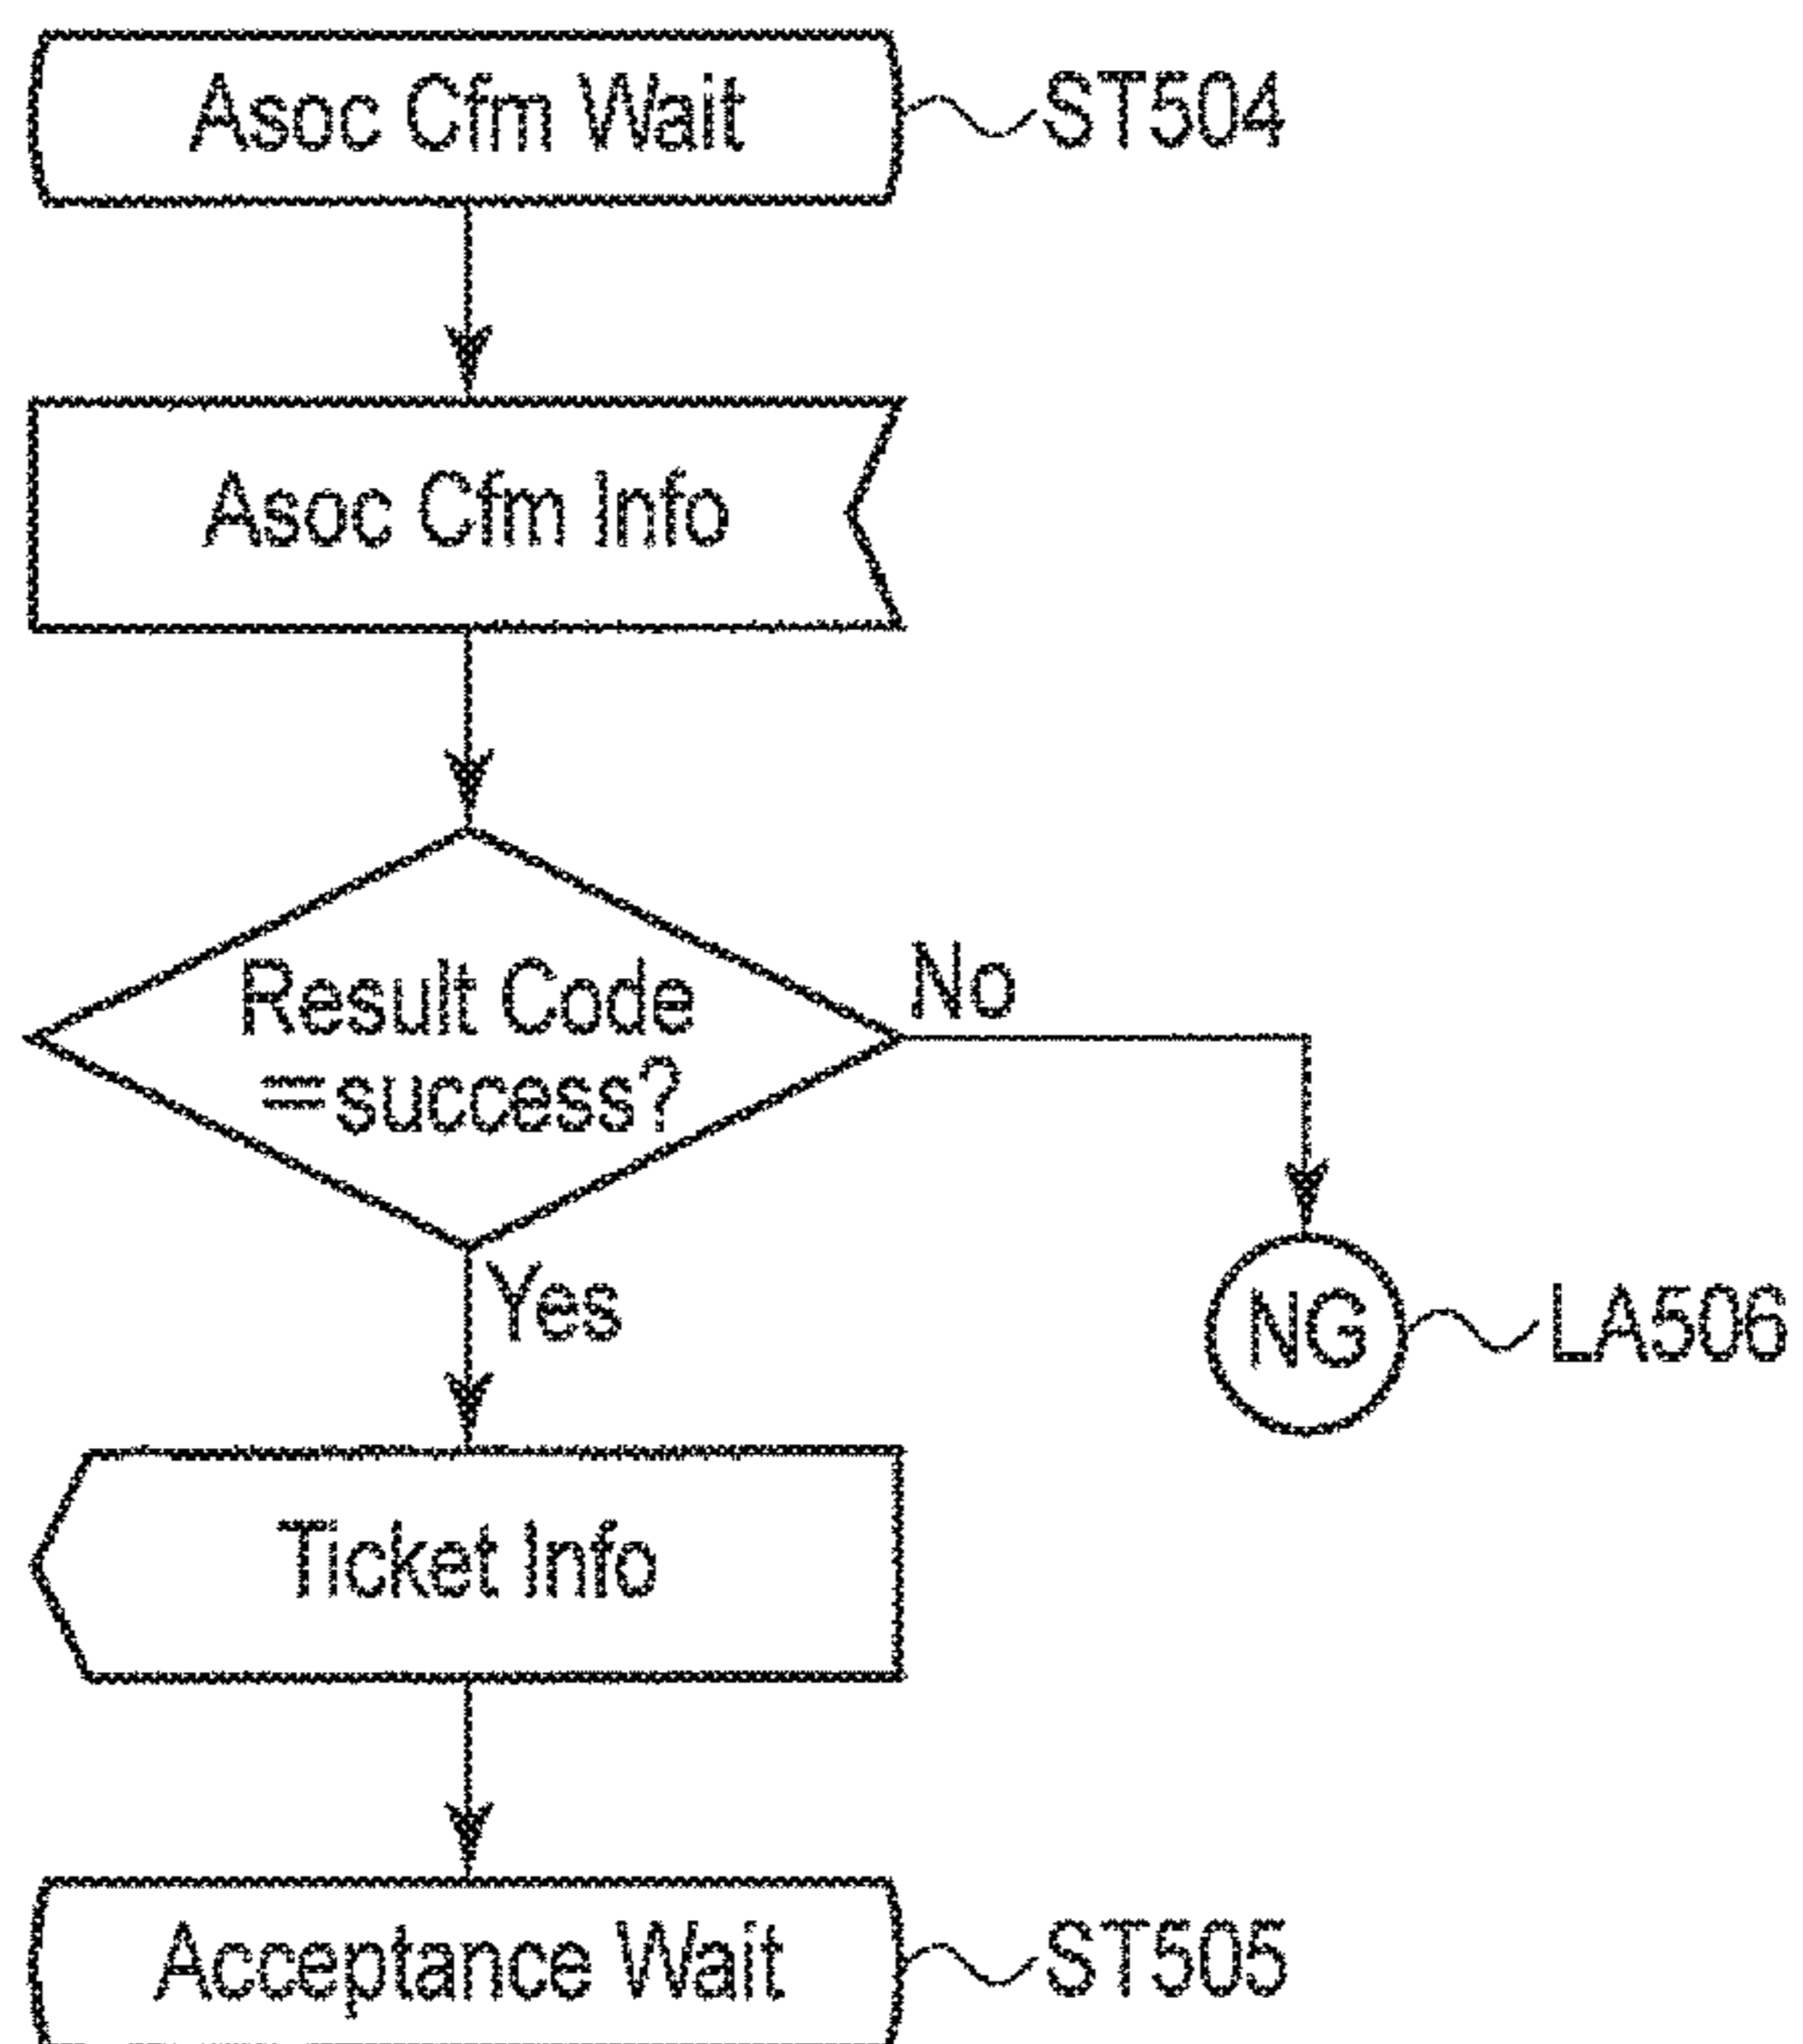 Asoc Cfm Wait
ST504
Asoc Cfm Info
Result Code
==success?
No
Yes
NG
LA506
Ticket Info
Acceptance Wait
ST505